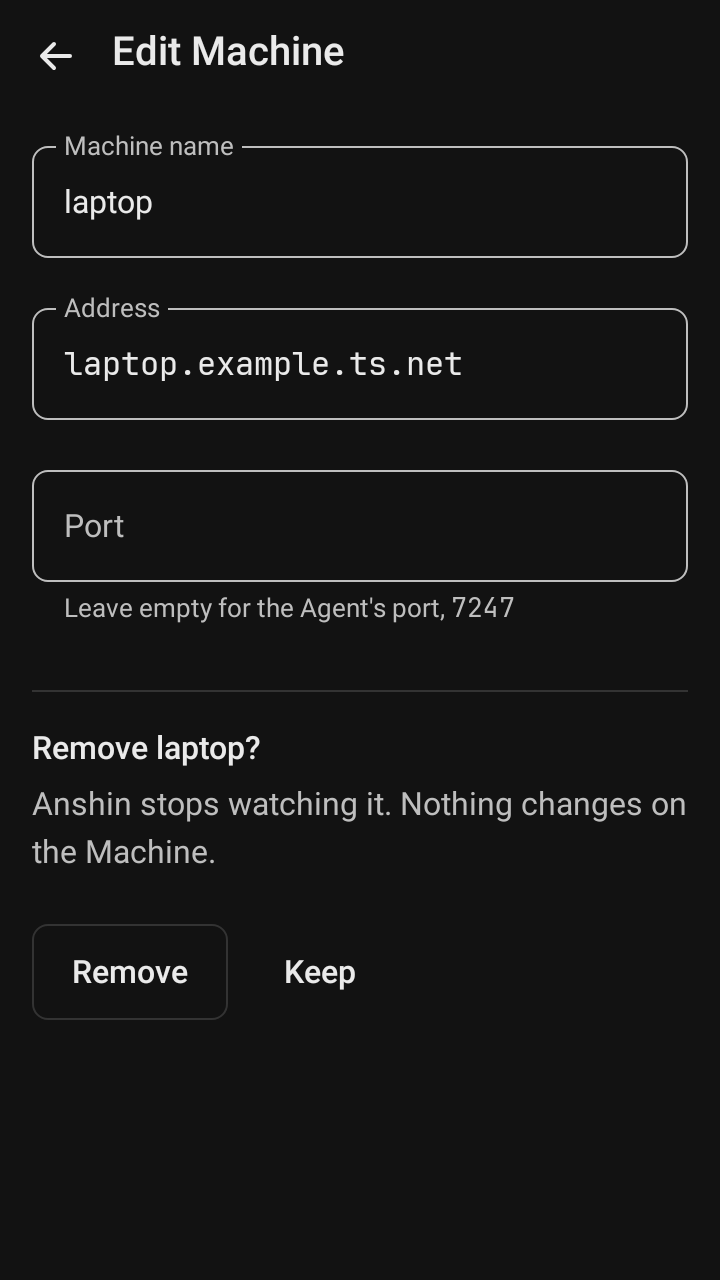 Edit Machine
Machine name
laptop
Address
laptop.example.ts.net
Port
Leave empty for the Agent's port, 7247
Remove laptop?
Anshin stops watching it. Nothing changes on
the Machine.
Remove
Keep